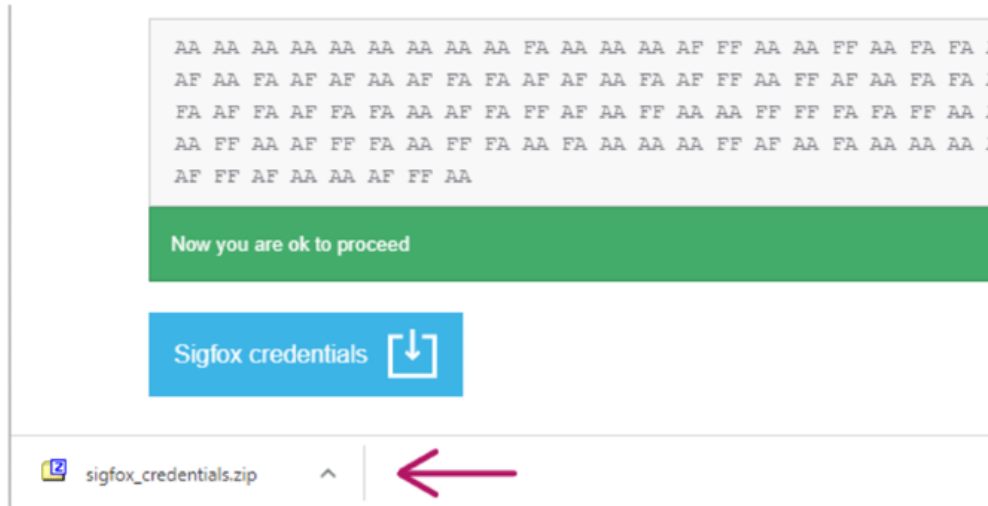 AA AA AA AA AA AA AA AA AA FA AA AA AA AF FF AA AA FF AA FA FA
AF AA FA AF AF AA AF FA FA AF AF AA FA AF FF AA FF AF AA FA FA
FA AF FA AF FA FA AA AF FA FF AF AA FF AA AA FF FF FA FA FF AA
AA FF AA AF FF FA AA FF FA AA FA AA AA AA FF AF AA FA AA AA AA
AF FF AF AA AA AF FF AA
Now you are ok to proceed
Sigfox credentials
sigfox_credentials.zip